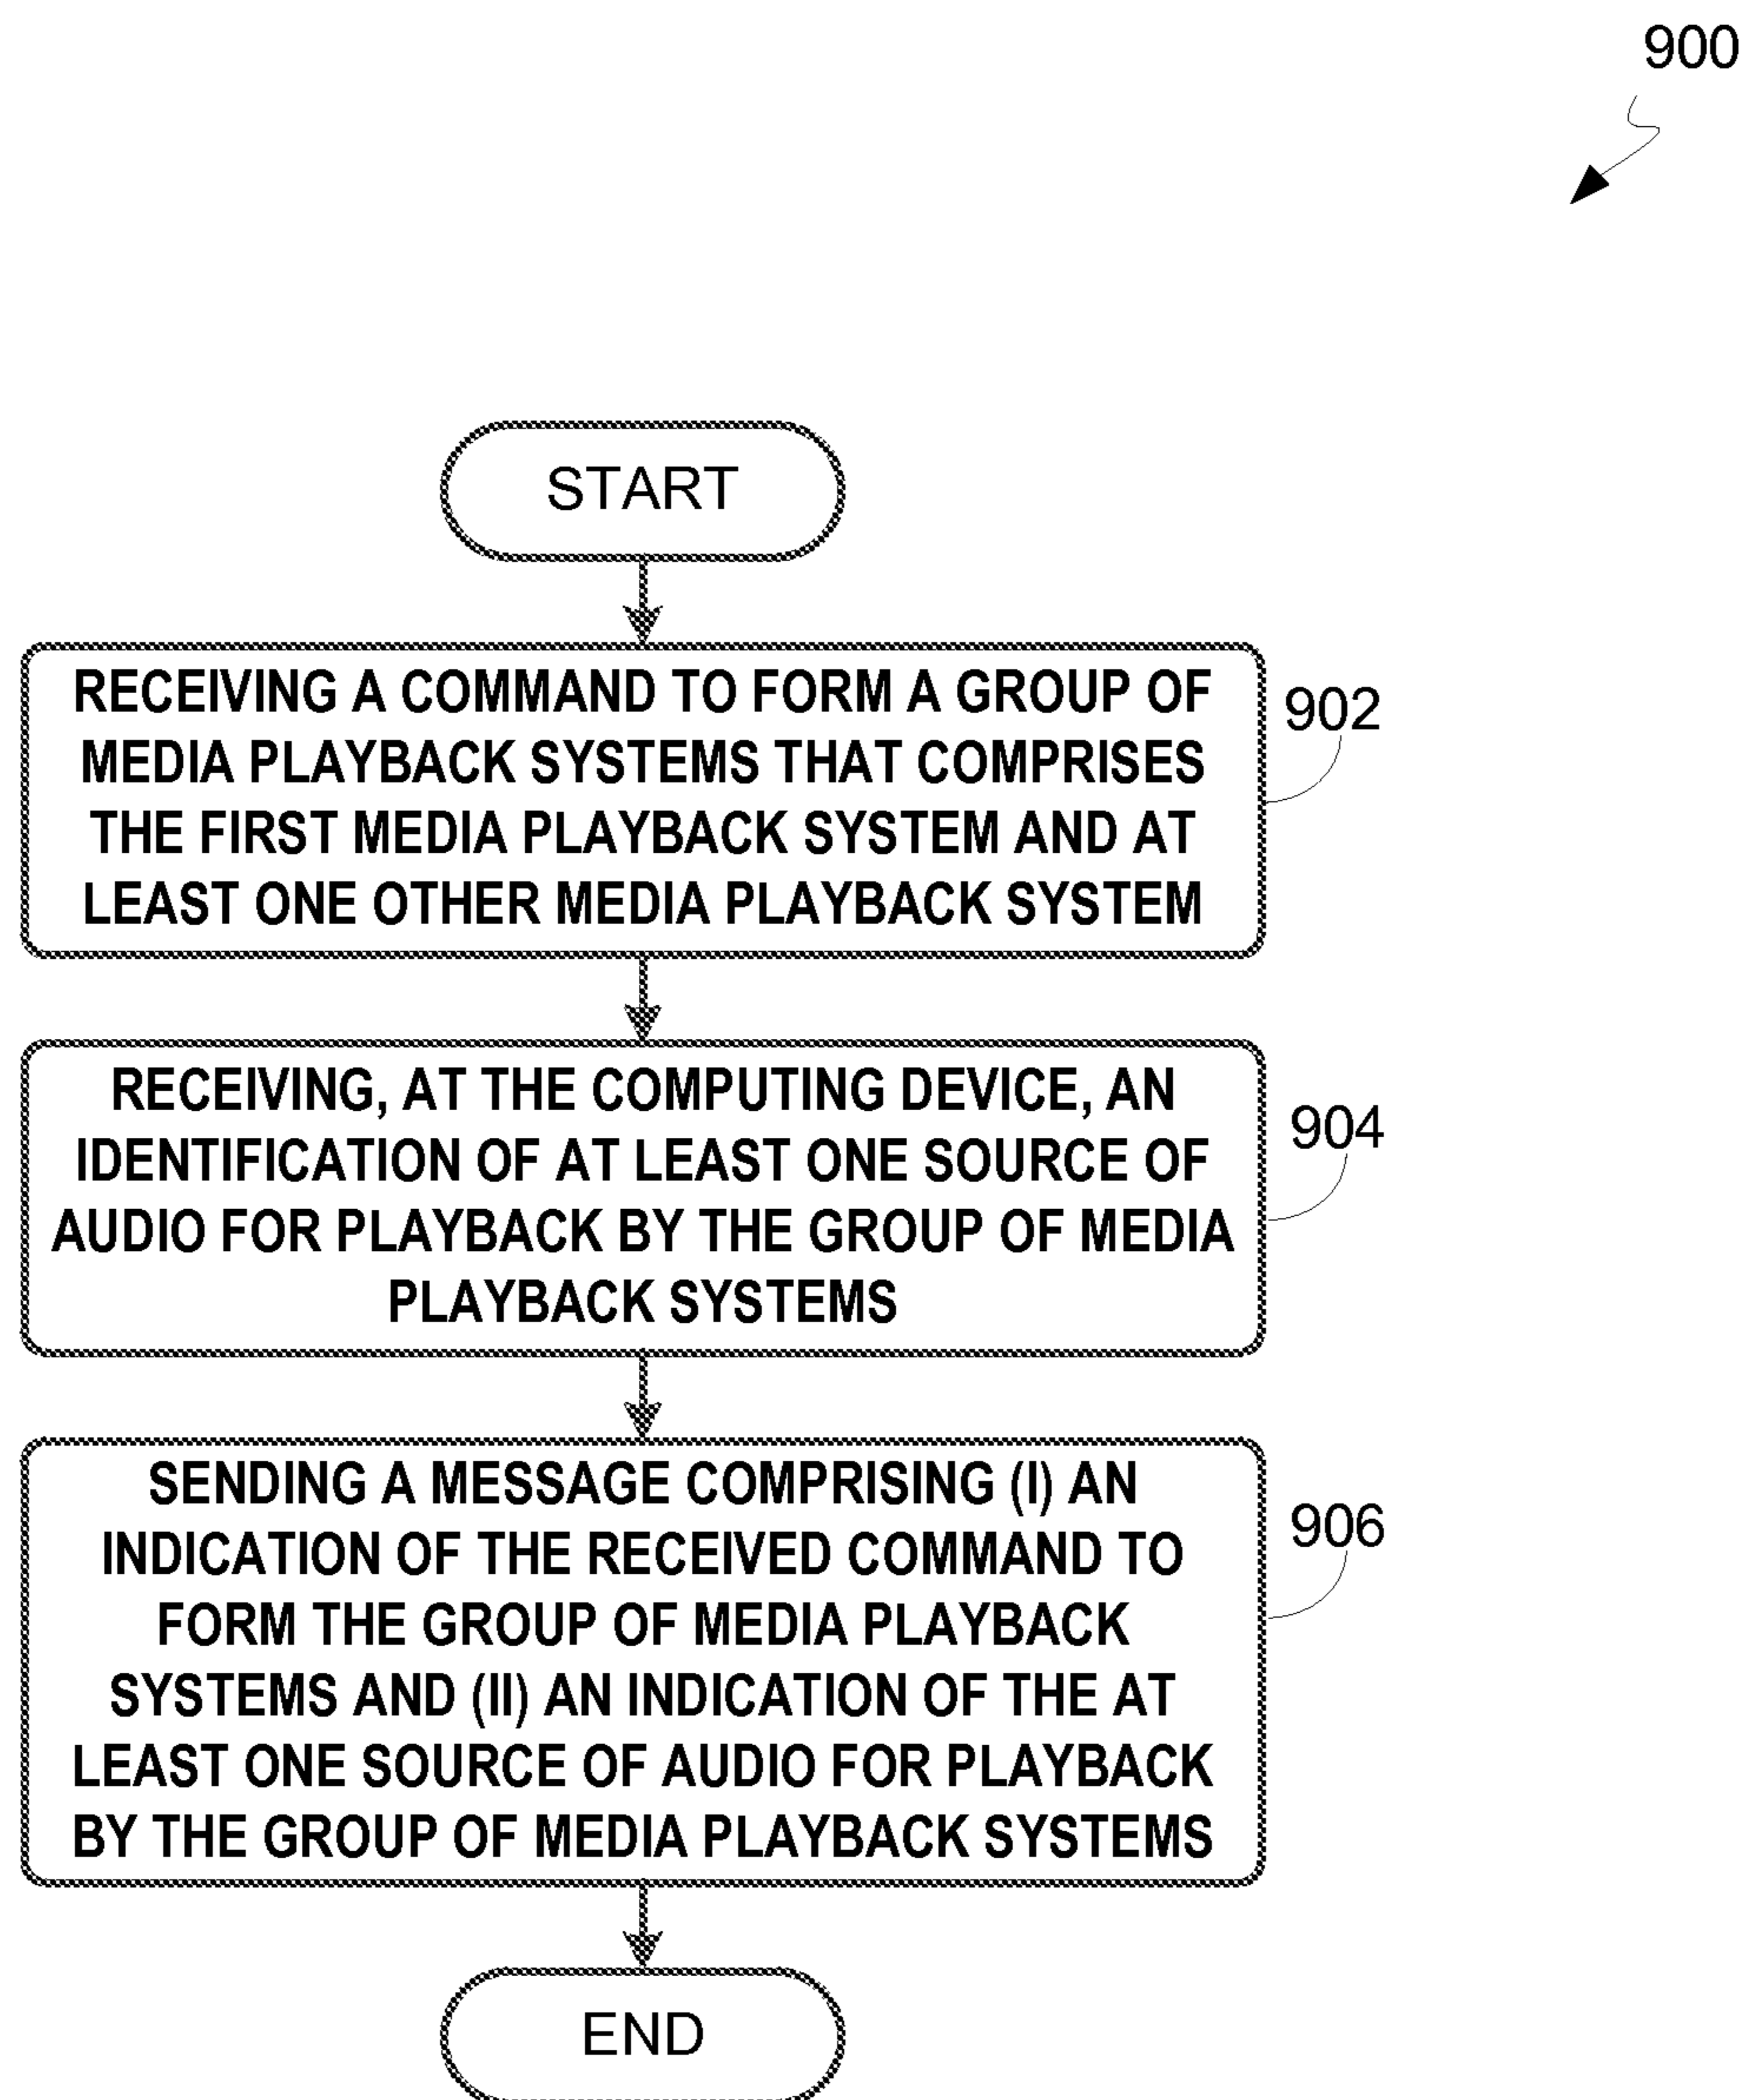 900
START
RECEIVING A COMMAND TO FORM A GROUP OF
MEDIA PLAYBACK SYSTEMS THAT COMPRISES
THE FIRST MEDIA PLAYBACK SYSTEM AND AT
LEAST ONE OTHER MEDIA PLAYBACK SYSTEM
902
RECEIVING, AT THE COMPUTING DEVICE, AN
IDENTIFICATION OF AT LEAST ONE SOURCE OF
AUDIO FOR PLAYBACK BY THE GROUP OF MEDIA
PLAYBACK SYSTEMS
904
SENDING A MESSAGE COMPRISING (I) AN
INDICATION OF THE RECEIVED COMMAND TO
FORM THE GROUP OF MEDIA PLAYBACK
SYSTEMS AND (II) AN INDICATION OF THE AT
LEAST ONE SOURCE OF AUDIO FOR PLAYBACK
BY THE GROUP OF MEDIA PLAYBACK SYSTEMS
906
END